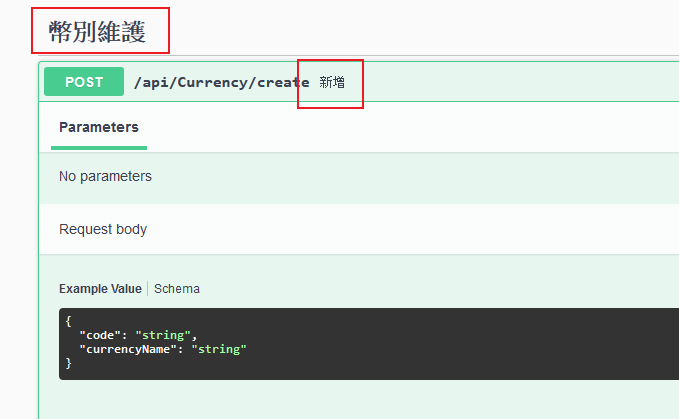 幣別維護
POST /api/Currency/create 新增
Parameters
No parameters
Request body
Example Value Schema
{
"code": "string",
"currencyName": "string"
}